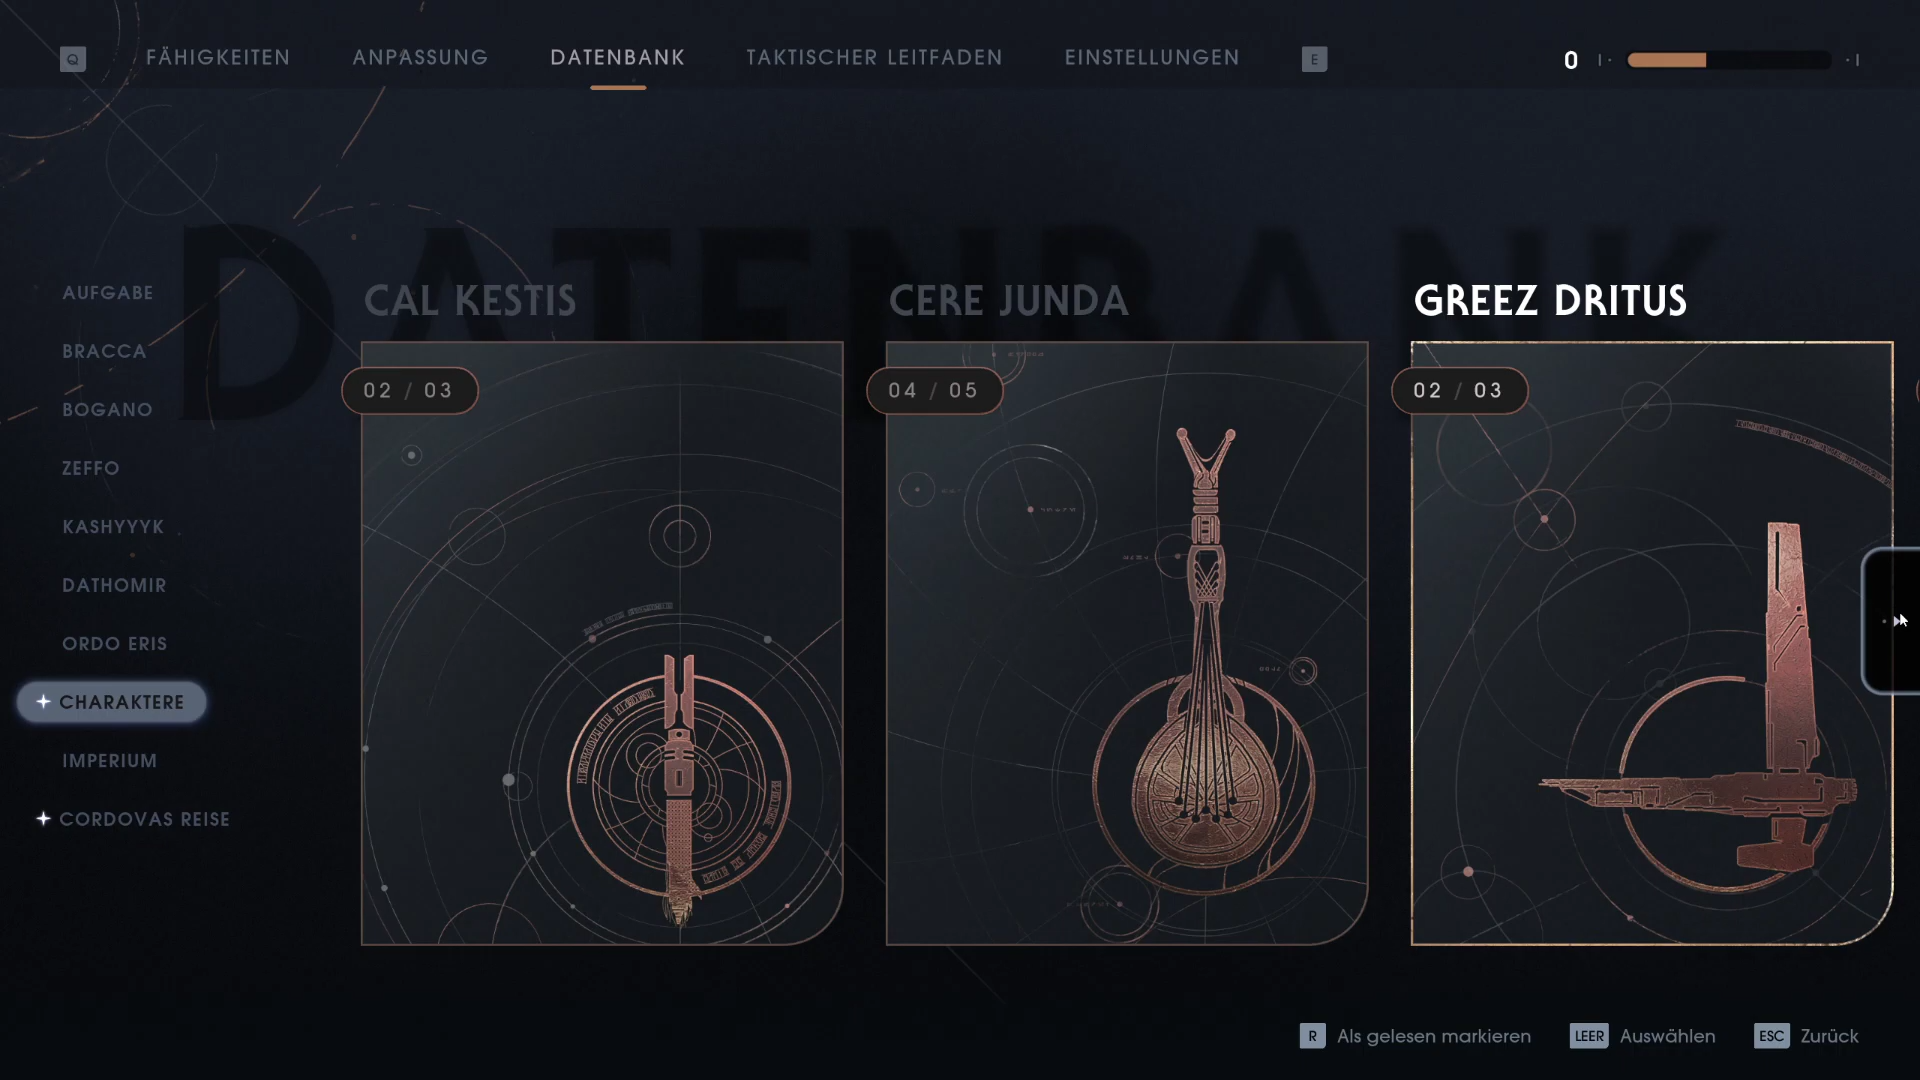 Q FÄHIGKEITEN ANPASSUNG DATENBANK TAKTISCHER LEITFADEN EINSTELLUNGEN E 0
DATENBANK
AUFGABE
BRACCA
BOGANO
ZEFFO
KASHYYYK
DATHOMIR
ORDO ERIS
CHARAKTERE
IMPERIUM
CORDOVAS REISE
CAL KESTIS
02 / 03
CERE JUNDA
04 / 05
GREEZ DRITUS
02 / 03
R Als gelesen markieren LEER Auswählen ESC Zurück